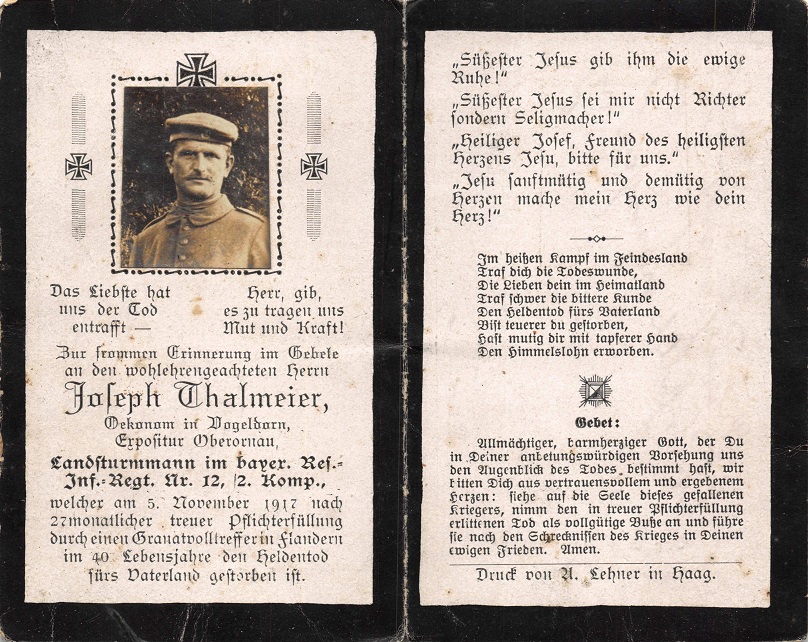 Das Liebste hat
uns der Tod
entrafft —
Herr, gib,
es zu tragen uns
Mut und Kraft!
Zur frommen Erinnerung im Gebete
an den wohlehrengeachteten Herrn
Joseph Thalmeier,
Oekonom in Vogeldorn,
Expositur Oberornau,
Landsturmmann im bayer. Res.-
Inf.-Regt. Nr. 12, 2. Komp.,
welcher am 5. November 1917 nach
27monatlicher treuer Pflichterfüllung
durch einen Granatvolltreffer in Flandern
im 40 Lebensjahre den Heldentod
fürs Vaterland gestorben ist.
„Süßester Jesus gib ihm die ewige
Ruhe!"
„Süßester Jesus sei mir nicht Richter
sondern Seligmacher!"
„Heiliger Josef, Freund des heiligsten
Herzens Jesu, bitte für uns."
„Jesu sanftmütig und demütig von
Herzen mache mein Herz wie dein
Herz!"
Im heißen Kampf im Feindesland
Traf dich die Todeswunde,
Die Lieben dein im Heimatland
Traf schwer die bittere Kunde
Den Heldentod fürs Vaterland
Bist teuerer du gestorben,
Hast mutig dir mit tapferer Hand
Den Himmelslohn erworben.
Gebet:
Allmächtiger, barmherziger Gott, der Du
in Deiner anbetungswürdigen Vorsehung uns
den Augenblick des Todes bestimmt hast, wir
bitten Dich aus vertrauensvollem und ergebenem
Herzen: siehe auf die Seele dieses gefallenen
Kriegers, nimm den in treuer Pflichterfüllung
erlittenen Tod als vollgütige Buße an und führe
sie nach den Schrecknissen des Krieges in Deinen
ewigen Frieden. Amen.
Druck von A. Lehner in Haag.